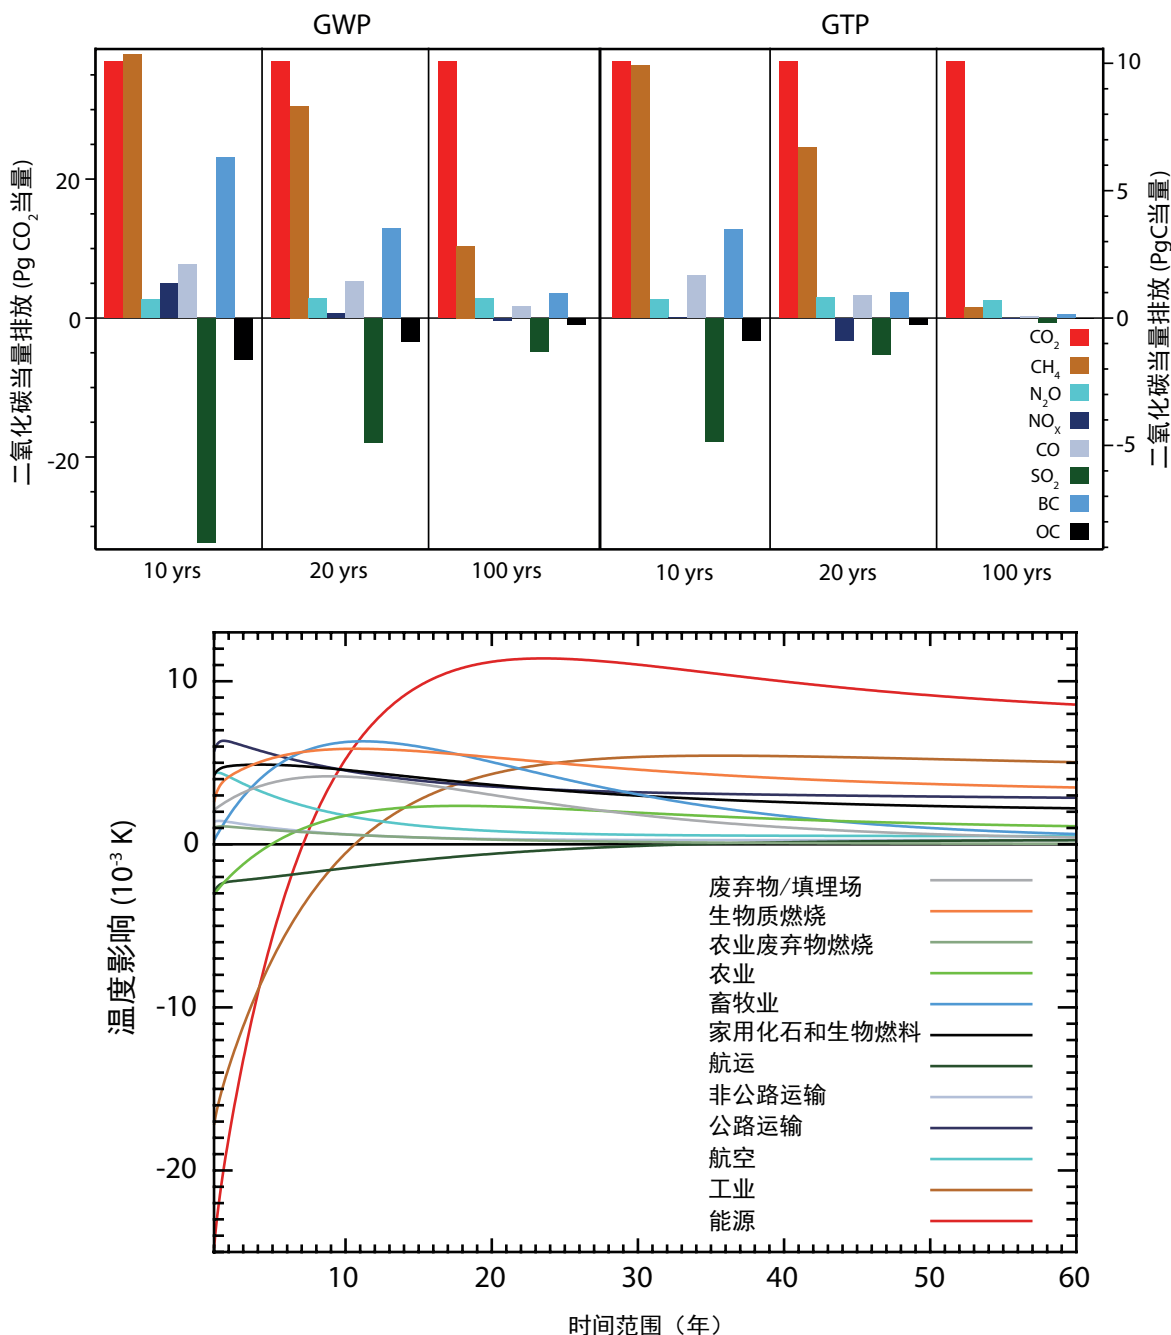 GWP
GTP
二氧化碳当量排放 (Pg CO₂当量)
20
0
-20
10
5
0
-5
二氧化碳当量排放 (PgC当量)
CO₂
CH₄
N₂O
NOₓ
CO
SO₂
BC
OC
10 yrs
20 yrs
100 yrs
10 yrs
20 yrs
100 yrs
温度影响 (10⁻³ K)
10
0
-10
-20
废弃物/填埋场
生物质燃烧
农业废弃物燃烧
农业
畜牧业
家用化石和生物燃料
航运
非公路运输
公路运输
航空
工业
能源
10
20
30
40
50
60
时间范围（年）